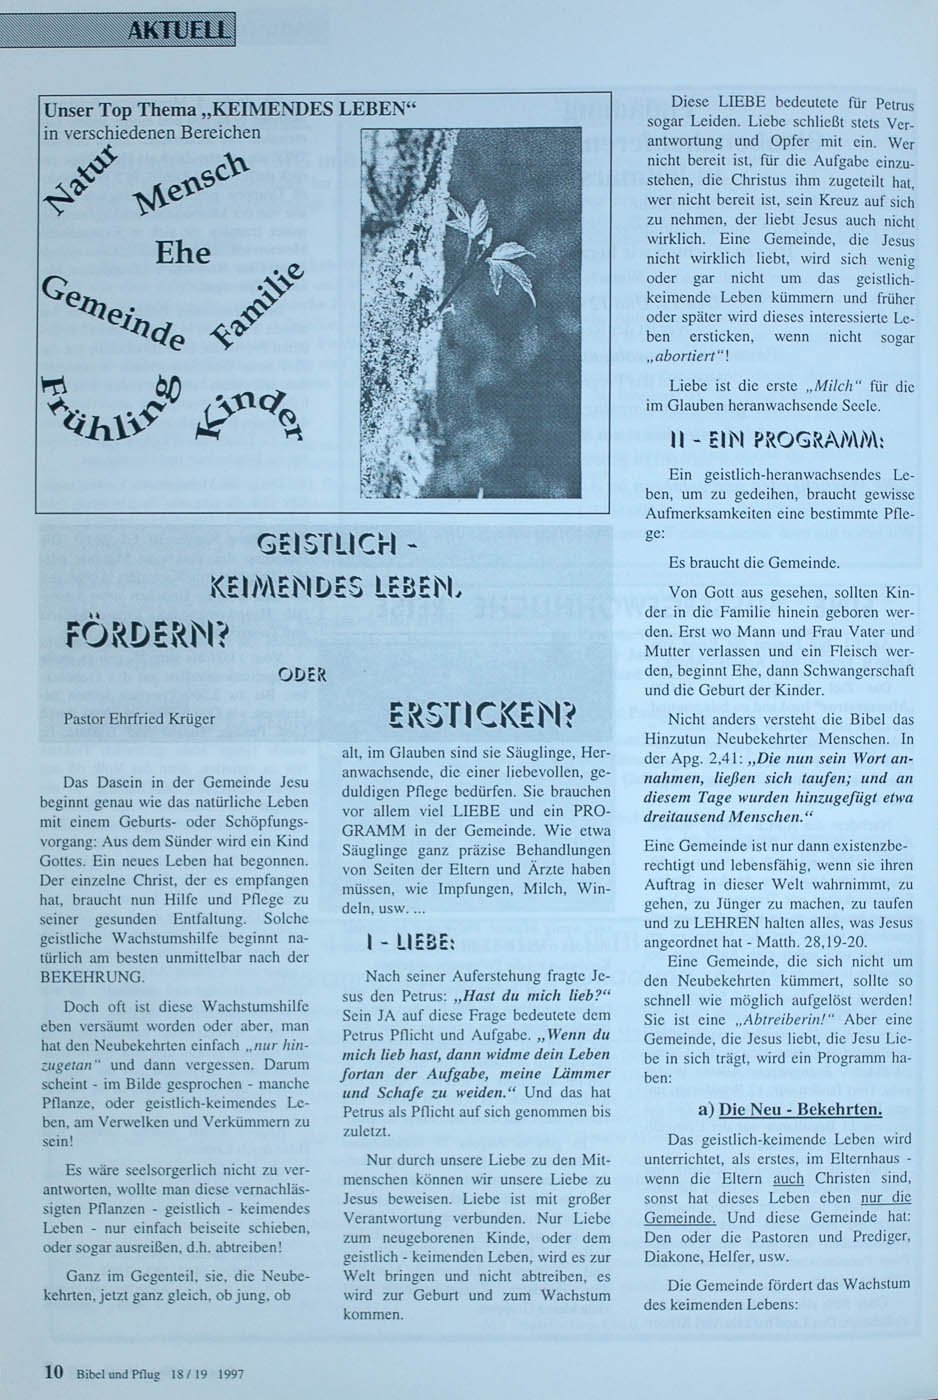 AKTUELL
Unser Top Thema „KEIMENDES LEBEN“
in verschiedenen Bereichen
Natur
Mensch
Ehe
Gemeinde
Familie
Frühling
Kinder
GEISTLICH -
KEIMENDES LEBEN,
FÖRDERN?
ODER
ERSTICKEN?
Pastor Ehrfried Krüger
Das Dasein in der Gemeinde Jesu
beginnt genau wie das natürliche Leben
mit einem Geburts- oder Schöpfungs-
vorgang: Aus dem Sünder wird ein Kind
Gottes. Ein neues Leben hat begonnen.
Der einzelne Christ, der es empfangen
hat, braucht nun Hilfe und Pflege zu
seiner gesunden Entfaltung. Solche
geistliche Wachstumshilfe beginnt na-
türlich am besten unmittelbar nach der
BEKEHRUNG.
Doch oft ist diese Wachstumshilfe
eben versäumt worden oder aber, man
hat den Neubekehrten einfach „nur hin-
zugetan“ und dann vergessen. Darum
scheint - im Bilde gesprochen - manche
Pflanze, oder geistlich-keimendes Le-
ben, am Verwelken und Verkümmern zu
sein!
Es wäre seelsorgerlich nicht zu ver-
antworten, wollte man diese vernachläs-
sigten Pflanzen - geistlich - keimendes
Leben - nur einfach beiseite schieben,
oder sogar ausreißen, d.h. abtreiben!
Ganz im Gegenteil, sie, die Neube-
kehrten, jetzt ganz gleich, ob jung, ob
alt, im Glauben sind sie Säuglinge, Her-
anwachsende, die einer liebevollen, ge-
duldigen Pflege bedürfen. Sie brauchen
vor allem viel LIEBE und ein PRO-
GRAMM in der Gemeinde. Wie etwa
Säuglinge ganz präzise Behandlungen
von Seiten der Eltern und Ärzte haben
müssen, wie Impfungen, Milch, Win-
deln, usw. ...
I - LIEBE:
Nach seiner Auferstehung fragte Je-
sus den Petrus: „Hast du mich lieb?“
Sein JA auf diese Frage bedeutete dem
Petrus Pflicht und Aufgabe. „Wenn du
mich lieb hast, dann widme dein Leben
fortan der Aufgabe, meine Lämmer
und Schafe zu weiden.“ Und das hat
Petrus als Pflicht auf sich genommen bis
zuletzt.
Nur durch unsere Liebe zu den Mit-
menschen können wir unsere Liebe zu
Jesus beweisen. Liebe ist mit großer
Verantwortung verbunden. Nur Liebe
zum neugeborenen Kinde, oder dem
geistlich - keimenden Leben, wird es zur
Welt bringen und nicht abtreiben, es
wird zur Geburt und zum Wachstum
kommen.
Diese LIEBE bedeutete für Petrus
sogar Leiden. Liebe schließt stets Ver-
antwortung und Opfer mit ein. Wer
nicht bereit ist, für die Aufgabe einzu-
stehen, die Christus ihm zugeteilt hat,
wer nicht bereit ist, sein Kreuz auf sich
zu nehmen, der liebt Jesus auch nicht
wirklich. Eine Gemeinde, die Jesus
nicht wirklich liebt, wird sich wenig
oder gar nicht um das geistlich-
keimende Leben kümmern und früher
oder später wird dieses interessierte Le-
ben ersticken, wenn nicht sogar
„abortiert“!
Liebe ist die erste „Milch“ für die
im Glauben heranwachsende Seele.
II - EIN PROGRAMM:
Ein geistlich-heranwachsendes Le-
ben, um zu gedeihen, braucht gewisse
Aufmerksamkeiten eine bestimmte Pfle-
ge:
Es braucht die Gemeinde.
Von Gott aus gesehen, sollten Kin-
der in die Familie hinein geboren wer-
den. Erst wo Mann und Frau Vater und
Mutter verlassen und ein Fleisch wer-
den, beginnt Ehe, dann Schwangerschaft
und die Geburt der Kinder.
Nicht anders versteht die Bibel das
Hinzutun Neubekehrter Menschen. In
der Apg. 2,41: „Die nun sein Wort an-
nahmen, ließen sich taufen; und an
diesem Tage wurden hinzugefügt etwa
dreitausend Menschen.“
Eine Gemeinde ist nur dann existenzbe-
rechtigt und lebensfähig, wenn sie ihren
Auftrag in dieser Welt wahrnimmt, zu
gehen, zu Jünger zu machen, zu taufen
und zu LEHREN halten alles, was Jesus
angeordnet hat - Matth. 28,19-20.
Eine Gemeinde, die sich nicht um
den Neubekehrten kümmert, sollte so
schnell wie möglich aufgelöst werden!
Sie ist eine „Abtreiberin!“ Aber eine
Gemeinde, die Jesus liebt, die Jesu Lie-
be in sich trägt, wird ein Programm ha-
ben:
a) Die Neu - Bekehrten.
Das geistlich-keimende Leben wird
unterrichtet, als erstes, im Elternhaus -
wenn die Eltern auch Christen sind,
sonst hat dieses Leben eben nur die
Gemeinde. Und diese Gemeinde hat:
Den oder die Pastoren und Prediger,
Diakone, Helfer, usw.
Die Gemeinde fördert das Wachstum
des keimenden Lebens:
10 Bibel und Pflug 18 / 19 1997